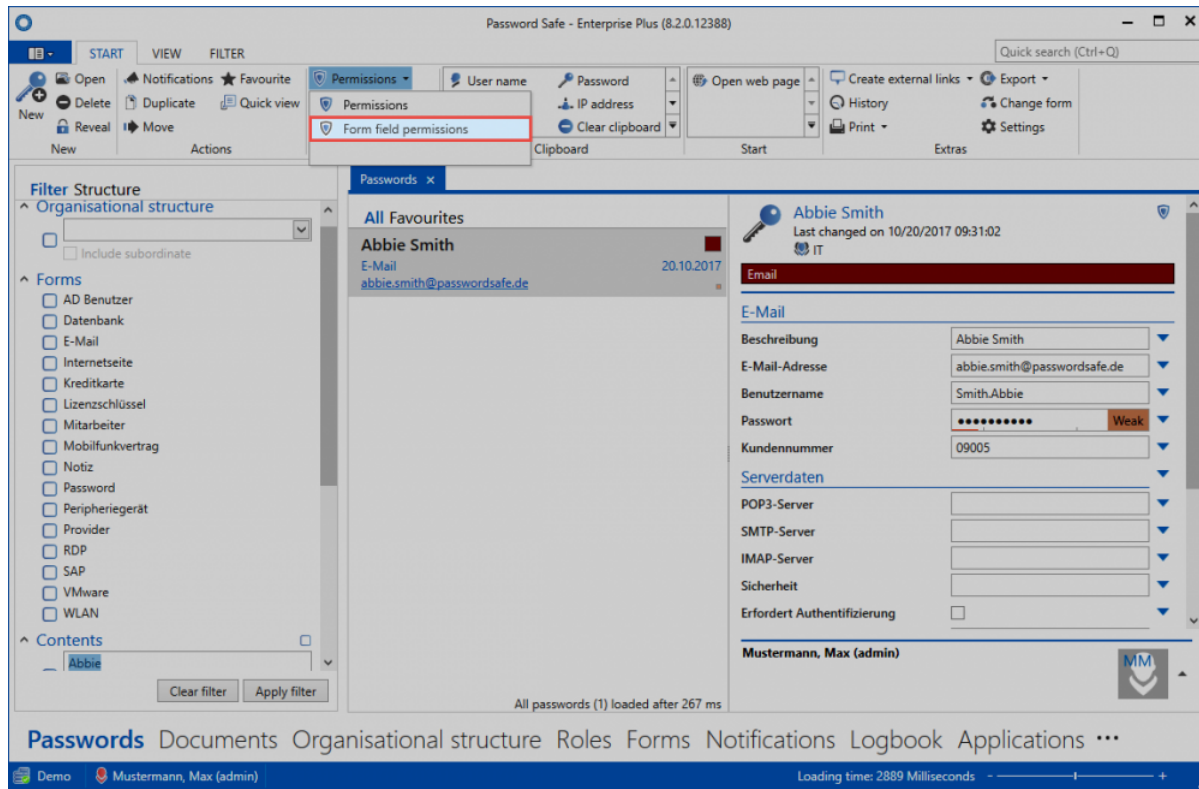 Password Safe - Enterprise Plus (8.2.0.12388)
START VIEW FILTER
Quick search (Ctrl+Q)
New
Open
Delete
Reveal
New
Notifications Favourite
Duplicate Quick view
Move
Actions
Permissions
Permissions
Form field permissions
User name Password
IP address
Clear clipboard
Clipboard
Open web page
Start
Create external links Export
History Change form
Print Settings
Extras
Filter Structure
Organisational structure
Include subordinate
Forms
AD Benutzer
Datenbank
E-Mail
Internetseite
Kreditkarte
Lizenzschlüssel
Mitarbeiter
Mobilfunkvertrag
Notiz
Password
Peripheriegerät
Provider
RDP
SAP
VMware
WLAN
Contents
Abbie
Clear filter Apply filter
Passwords ×
All Favourites
Abbie Smith
E-Mail 20.10.2017
abbie.smith@passwordsafe.de
All passwords (1) loaded after 267 ms
Abbie Smith
Last changed on 10/20/2017 09:31:02
IT
Email
E-Mail
Beschreibung Abbie Smith
E-Mail-Adresse abbie.smith@passwordsafe.de
Benutzername Smith.Abbie
Passwort •••••••••• Weak
Kundennummer 09005
Serverdaten
POP3-Server
SMTP-Server
IMAP-Server
Sicherheit
Erfordert Authentifizierung
Mustermann, Max (admin)
MM
Passwords Documents Organisational structure Roles Forms Notifications Logbook Applications •••
Demo Mustermann, Max (admin)
Loading time: 2889 Milliseconds - +